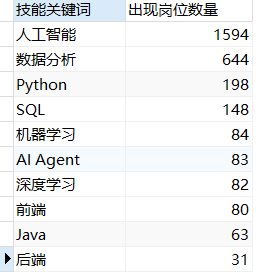 技能关键词 出现岗位数量
人工智能 1594
数据分析 644
Python 198
SQL 148
机器学习 84
AI Agent 83
深度学习 82
前端 80
Java 63
后端 31